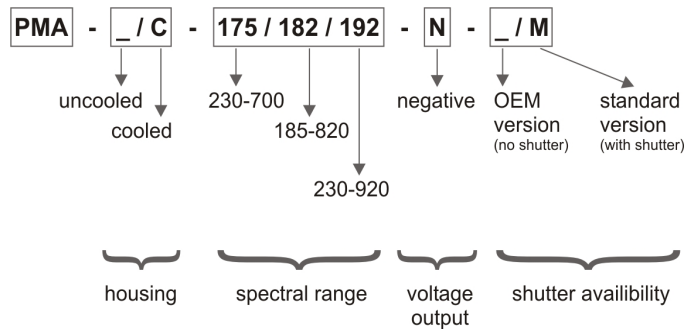 PMA - _ / C - 175 / 182 / 192 - N - _ / M
uncooled
cooled
230-700
185-820
230-920
negative
OEM
version
(no shutter)
standard
version
(with shutter)
housing
spectral range
voltage
output
shutter availibility